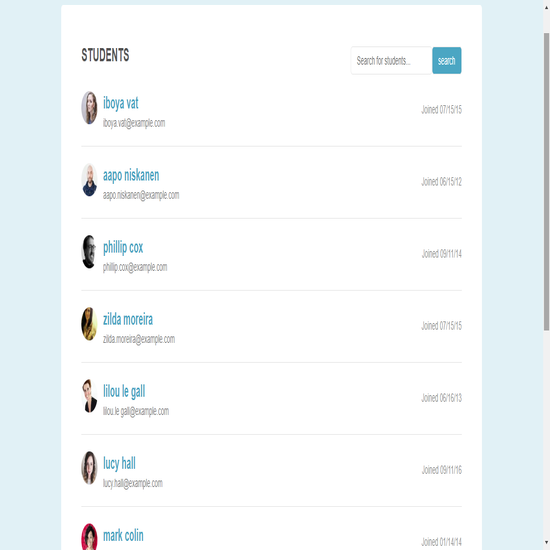 STUDENTS
Search for students...
search
iboya vat
iboya.vat@example.com
Joined 07/15/15
aapo niskanen
aapo.niskanen@example.com
Joined 06/15/12
phillip cox
phillip.cox@example.com
Joined 09/11/14
zilda moreira
zilda.moreira@example.com
Joined 07/15/15
lilou le gall
lilou.le gall@example.com
Joined 06/16/13
lucy hall
lucy.hall@example.com
Joined 09/11/16
mark colin
Joined 01/14/14